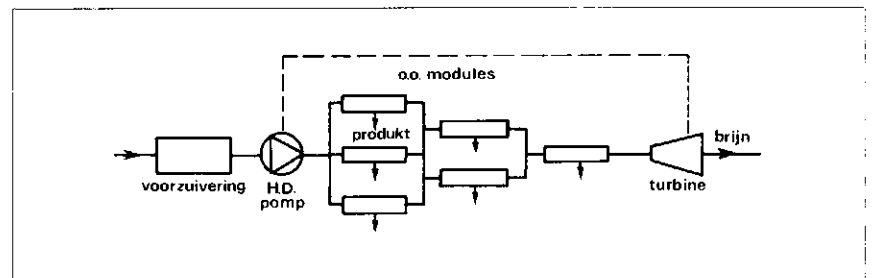 o.o. modules
produkt
brijn
voorzuivering
H.D.
pomp
turbine